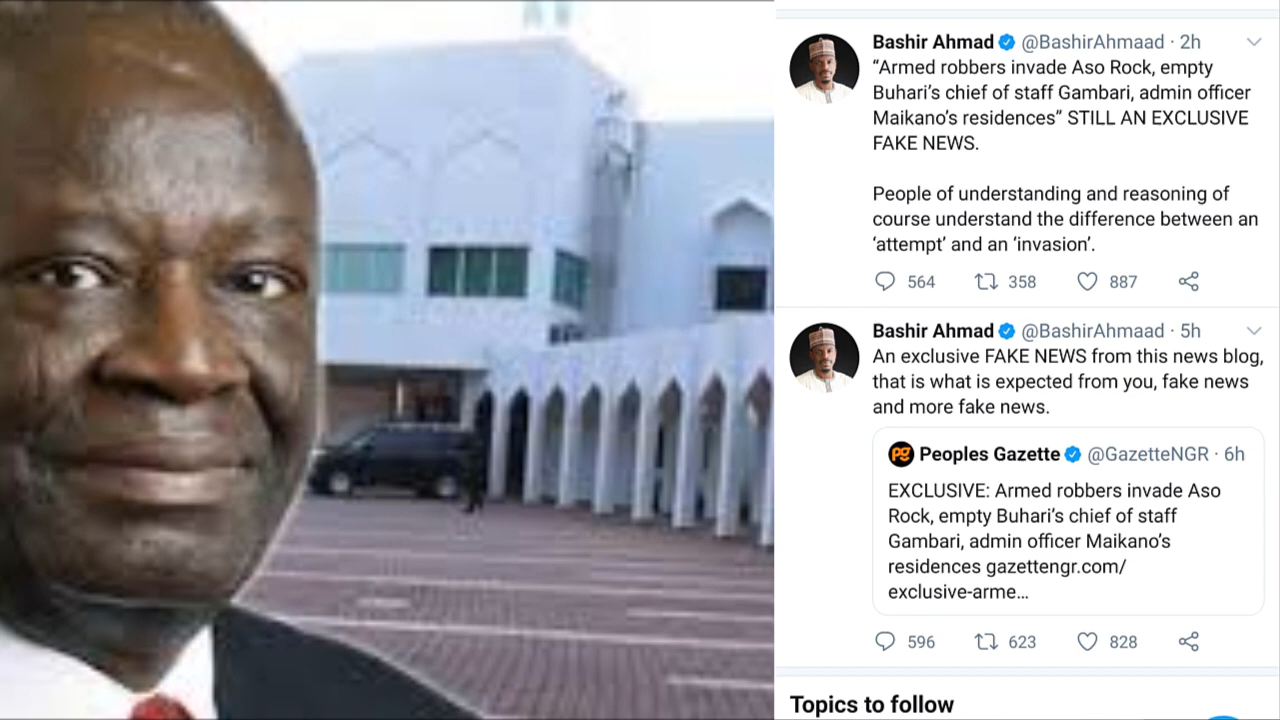 Bashir Ahmad @BashirAhmaad · 2h
“Armed robbers invade Aso Rock, empty
Buhari’s chief of staff Gambari, admin officer
Maikano’s residences” STILL AN EXCLUSIVE
FAKE NEWS.
People of understanding and reasoning of
course understand the difference between an
‘attempt’ and an ‘invasion’.
564 358 887
Bashir Ahmad @BashirAhmaad · 5h
An exclusive FAKE NEWS from this news blog,
that is what is expected from you, fake news
and more fake news.
pg Peoples Gazette @GazetteNGR · 6h
EXCLUSIVE: Armed robbers invade Aso
Rock, empty Buhari’s chief of staff
Gambari, admin officer Maikano’s
residences gazettengr.com/
exclusive-arme…
596 623 828
Topics to follow